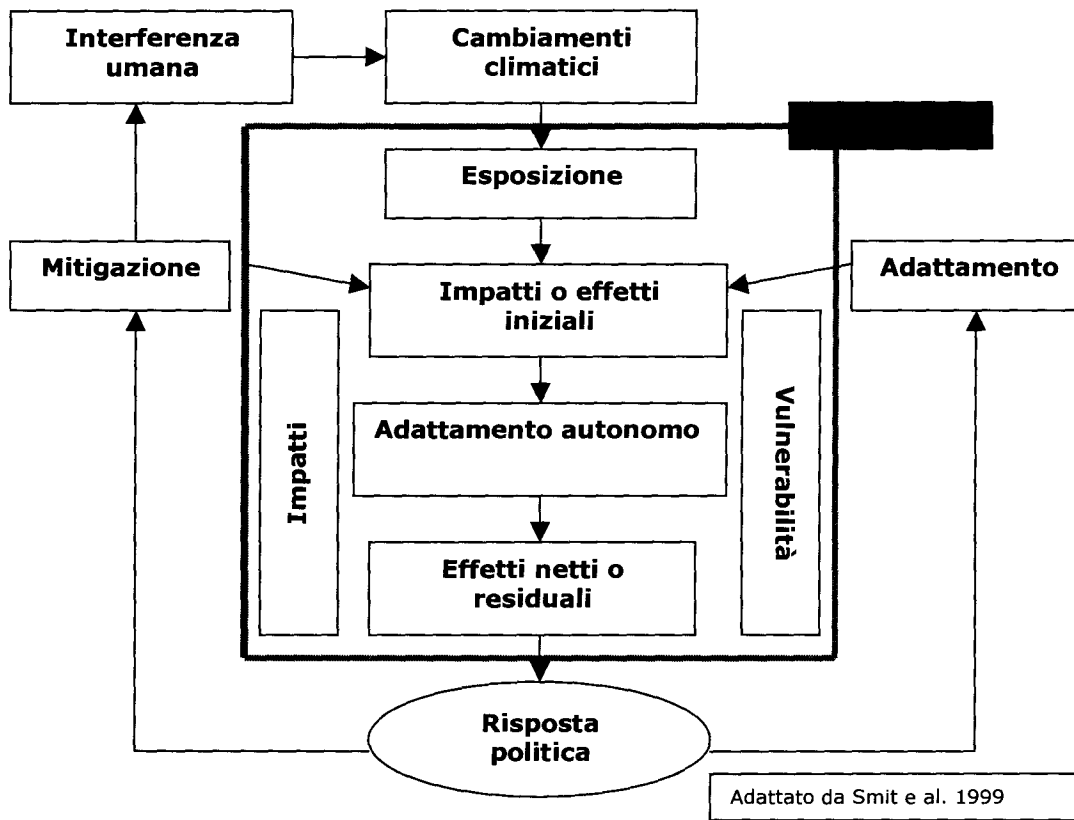 Interferenza
umana
Cambiamenti
climatici
Esposizione
Mitigazione
Impatti o effetti
iniziali
Adattamento
Impatti
Adattamento autonomo
Vulnerabilità
Effetti netti o
residuali
Risposta
politica
Adattato da Smit e al. 1999